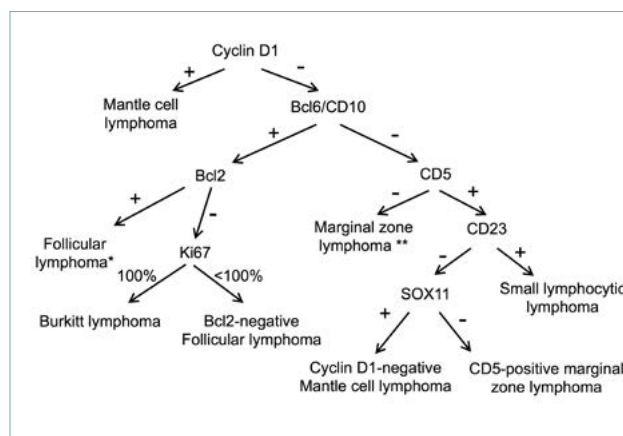 Cyclin D1
+
-
Mantle cell
lymphoma
Bcl6/CD10
+
-
Bcl2
CD5
+
-
-
+
Follicular
lymphoma*
Ki67
Marginal zone
lymphoma **
CD23
100%
<100%
-
+
Burkitt lymphoma
Bcl2-negative
Follicular lymphoma
SOX11
Small lymphocytic
lymphoma
+
-
Cyclin D1-negative
Mantle cell lymphoma
CD5-positive marginal
zone lymphoma